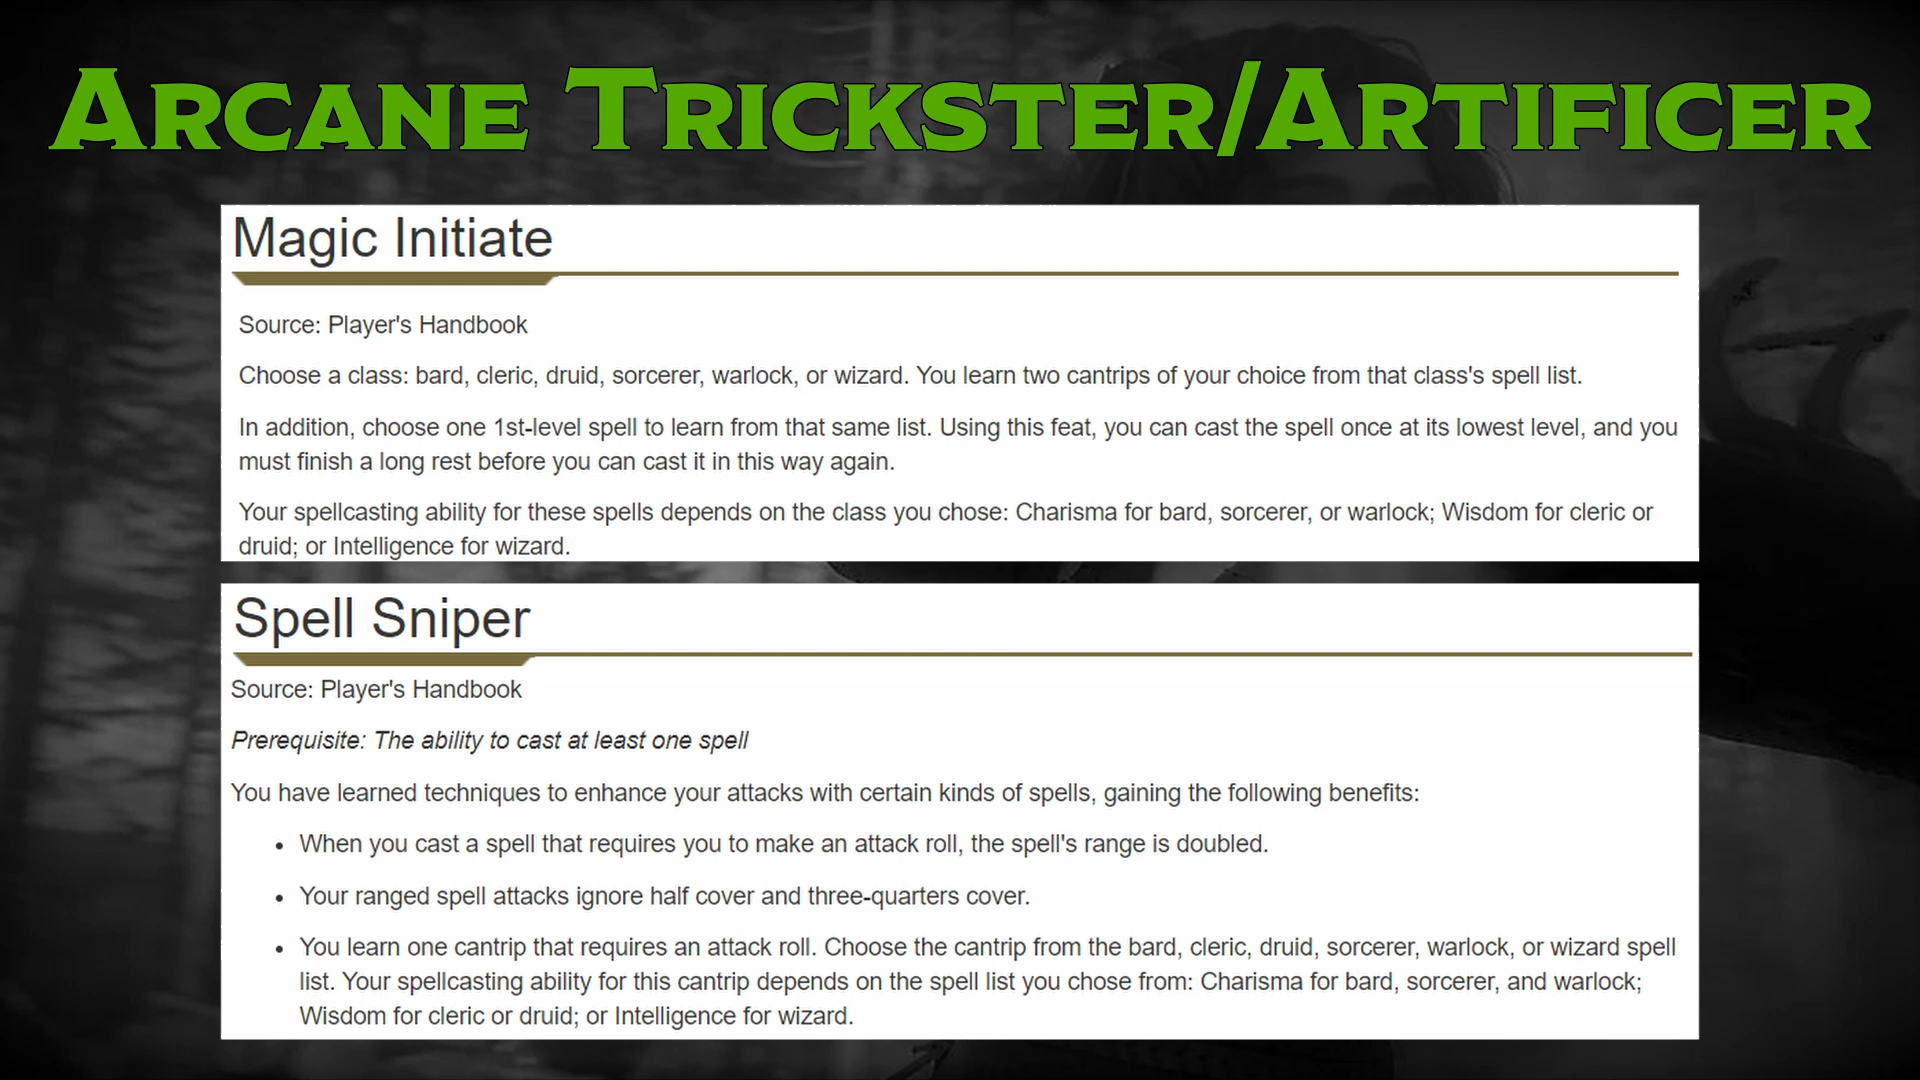 Arcane Trickster/Artificer
Magic Initiate
Source: Player's Handbook
Choose a class: bard, cleric, druid, sorcerer, warlock, or wizard. You learn two cantrips of your choice from that class's spell list.
In addition, choose one 1st-level spell to learn from that same list. Using this feat, you can cast the spell once at its lowest level, and you
must finish a long rest before you can cast it in this way again.
Your spellcasting ability for these spells depends on the class you chose: Charisma for bard, sorcerer, or warlock; Wisdom for cleric or
druid; or Intelligence for wizard.
Spell Sniper
Source: Player's Handbook
Prerequisite: The ability to cast at least one spell
You have learned techniques to enhance your attacks with certain kinds of spells, gaining the following benefits:
• When you cast a spell that requires you to make an attack roll, the spell's range is doubled.
• Your ranged spell attacks ignore half cover and three-quarters cover.
• You learn one cantrip that requires an attack roll. Choose the cantrip from the bard, cleric, druid, sorcerer, warlock, or wizard spell
list. Your spellcasting ability for this cantrip depends on the spell list you chose from: Charisma for bard, sorcerer, and warlock;
Wisdom for cleric or druid; or Intelligence for wizard.